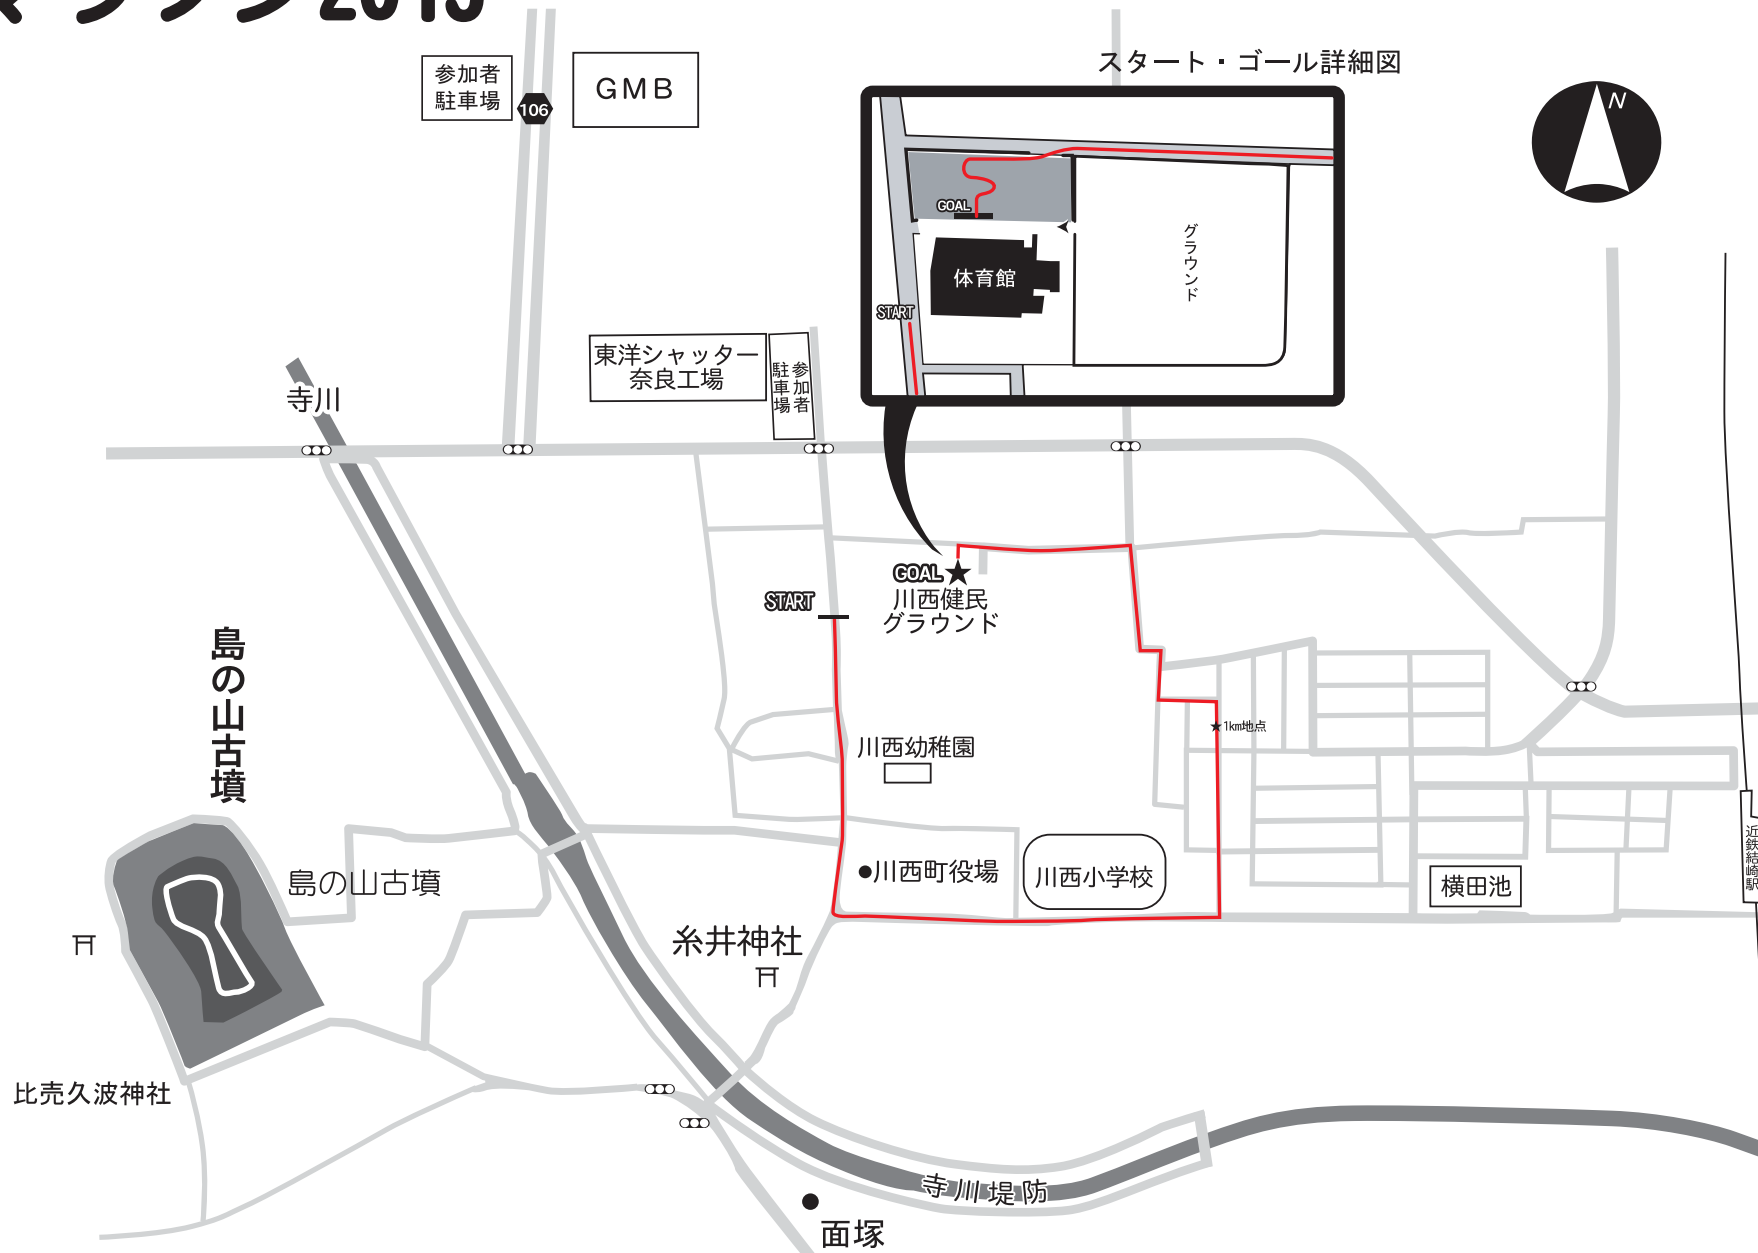 スタート・ゴール詳細図
参加者
駐車場
106
GMB
N
GOAL
グラウンド
体育館
START
東洋シャッター
奈良工場
参加者
駐車場
寺川
GOAL★
川西健民
グラウンド
START
島の山古墳
★1km地点
川西幼稚園
●川西町役場
川西小学校
横田池
近鉄結崎駅
島の山古墳
糸井神社
比売久波神社
寺川堤防
面塚